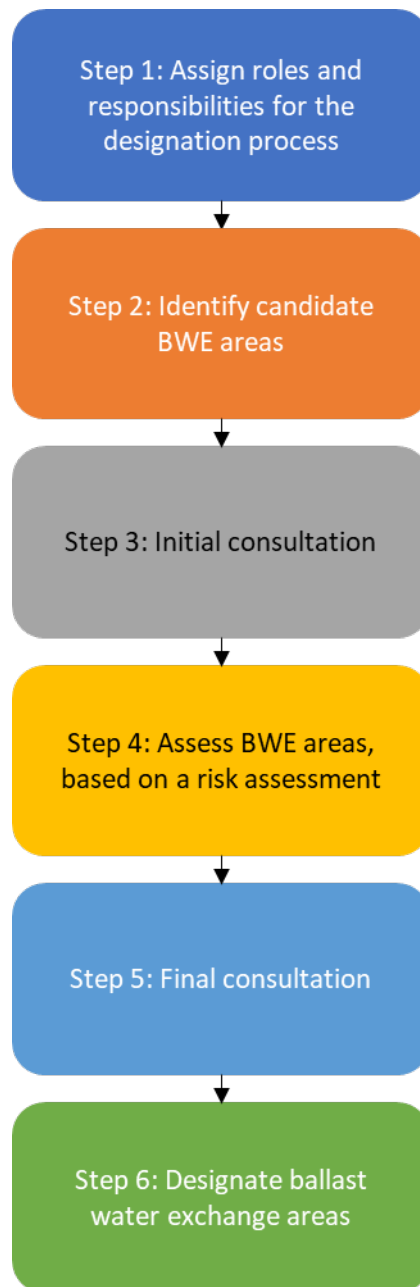 Step 1: Assign roles and
responsibilities for the
designation process
Step 2: Identify candidate
BWE areas
Step 3: Initial consultation
Step 4: Assess BWE areas,
based on a risk assessment
Step 5: Final consultation
Step 6: Designate ballast
water exchange areas